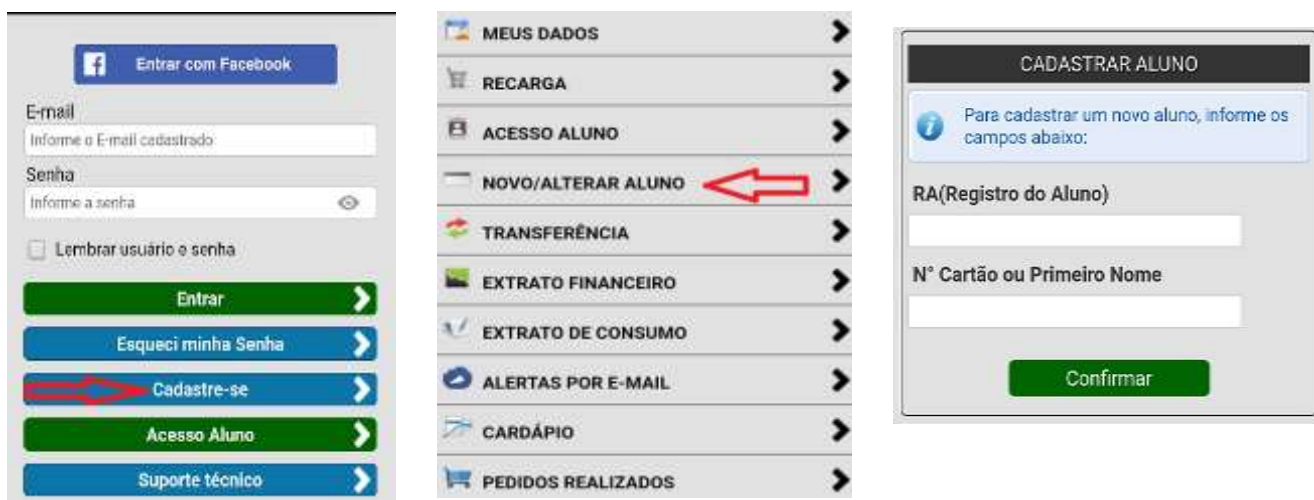 Entrar com Facebook
E-mail
Informe o E-mail cadastrado
Senha
Informe a senha
Lembrar usuário e senha
Entrar
Esqueci minha Senha
Cadastre-se
Acesso Aluno
Suporte técnico
MEUS DADOS
RECARGA
ACESSO ALUNO
NOVO/ALTERAR ALUNO
TRANSFERÊNCIA
EXTRATO FINANCEIRO
EXTRATO DE CONSUMO
ALERTAS POR E-MAIL
CARDÁPIO
PEDIDOS REALIZADOS
CADASTRAR ALUNO
Para cadastrar um novo aluno, informe os
campos abaixo:
RA(Registro do Aluno)
N° Cartão ou Primeiro Nome
Confirmar